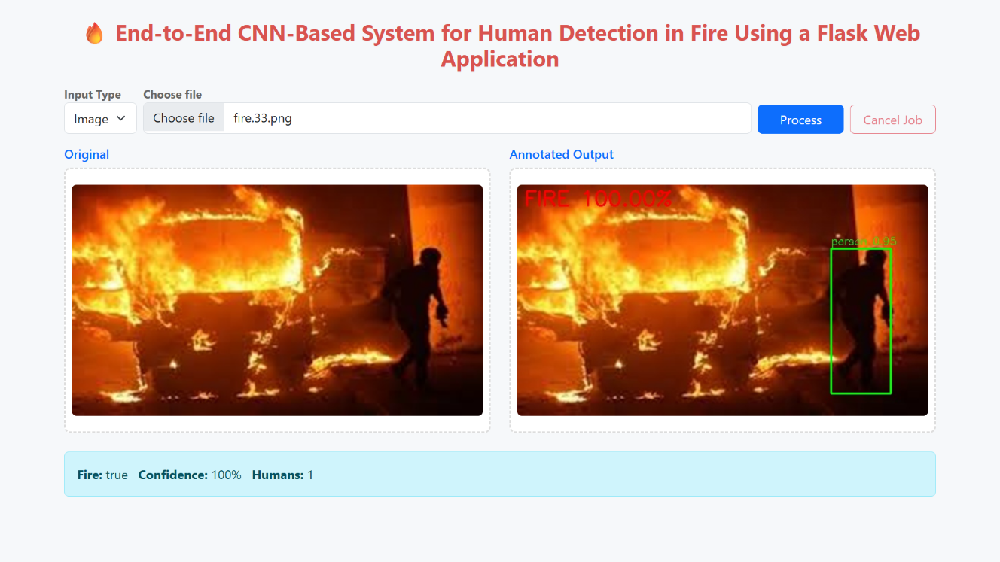 End-to-End CNN-Based System for Human Detection in Fire Using a Flask Web
Application
Input Type
Choose file
Image
Choose file
fire.33.png
Process
Cancel Job
Original
Annotated Output
FIRE 100.00%
person 0.95
Fire: true Confidence: 100% Humans: 1